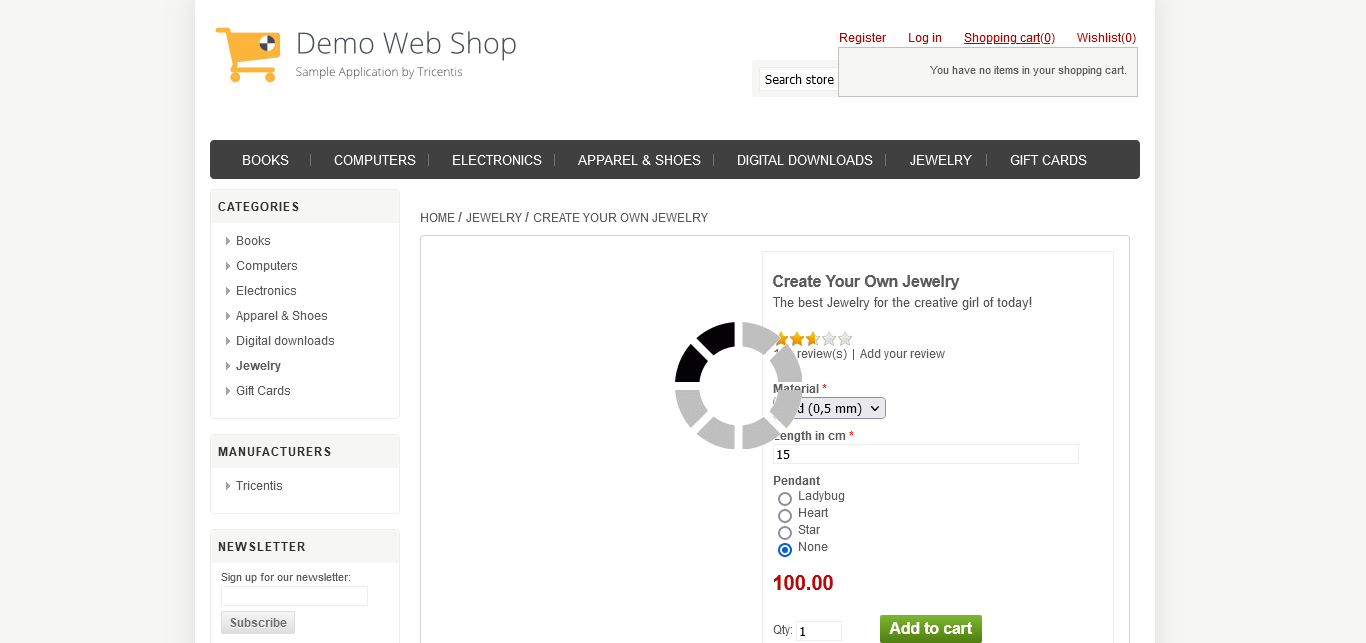 Demo Web Shop
Sample Application by Tricentis
Register Log in Shopping cart(0) Wishlist(0)
You have no items in your shopping cart.
Search store
BOOKS COMPUTERS ELECTRONICS APPAREL & SHOES DIGITAL DOWNLOADS JEWELRY GIFT CARDS
CATEGORIES
Books
Computers
Electronics
Apparel & Shoes
Digital downloads
Jewelry
Gift Cards
MANUFACTURERS
Tricentis
NEWSLETTER
Sign up for our newsletter:
Subscribe
HOME / JEWELRY / CREATE YOUR OWN JEWELRY
Create Your Own Jewelry
The best Jewelry for the creative girl of today!
review(s) | Add your review
Material *
(0,5 mm)
Length in cm *
15
Pendant
Ladybug
Heart
Star
None
100.00
Qty: 1 Add to cart